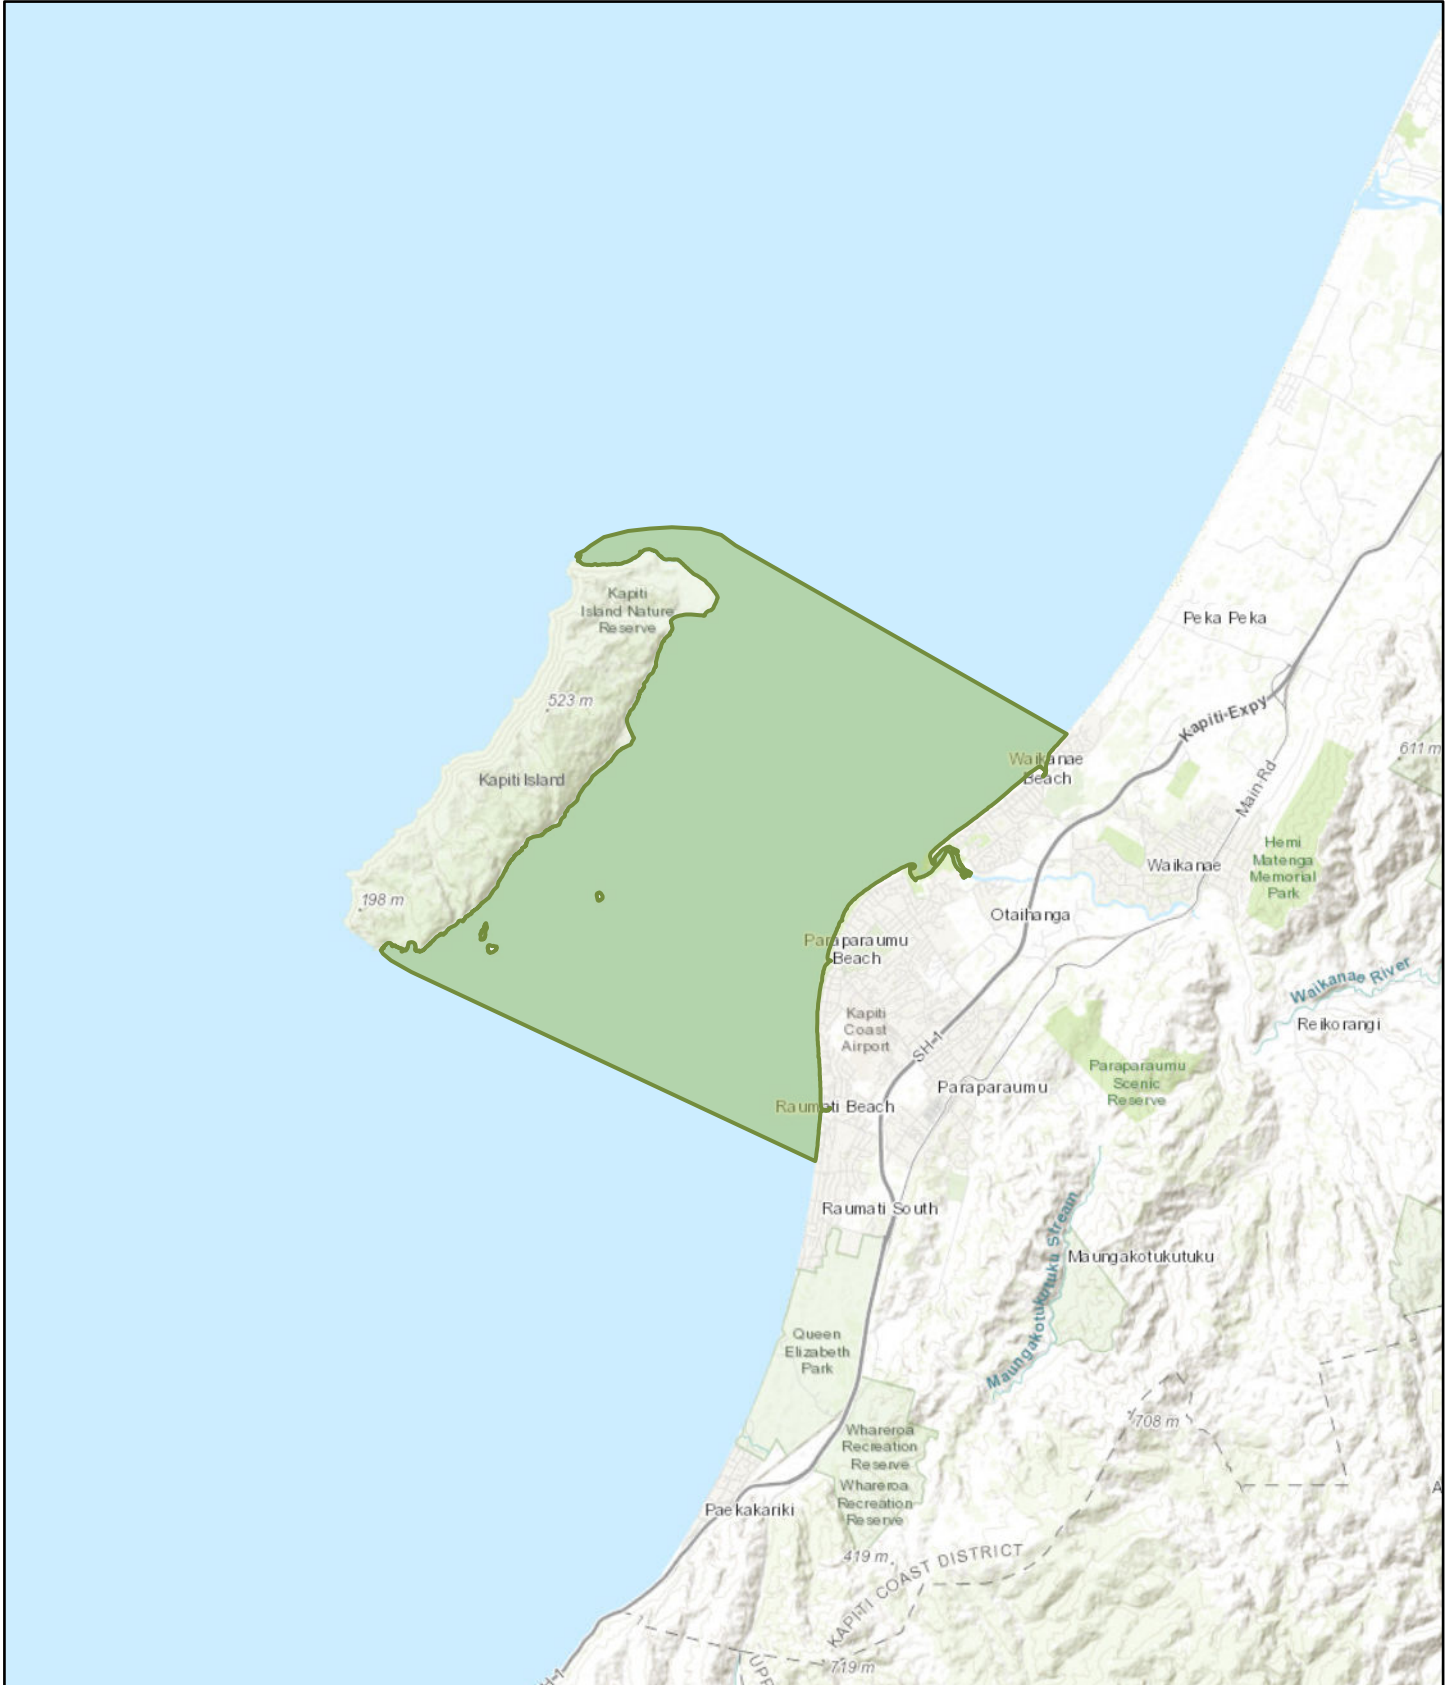 Kapiti
Island Nature
Reserve
Peka Peka
523 m
Kapiti-Expy
611 m
Waikanae
Beach
Kapiti Island
Main Rd
Hemi
Matenga
Memorial
Park
Waikanae
198 m
Otaihanga
Paraparaumu
Beach
Waikanae River
Kapiti
Coast
Airport
Reikorangi
SH-1
Paraparaumu
Scenic
Reserve
Paraparaumu
Raumati Beach
Raumati South
Maungakotukutuku Stream
Maungakotukutuku
Queen
Elizabeth
Park
708 m
Whareroa
Recreation
Reserve
Whareroa
Recreation
Reserve
A
Paekakariki
419 m
KAPITI COAST DISTRICT
719 m
UPP
H-1